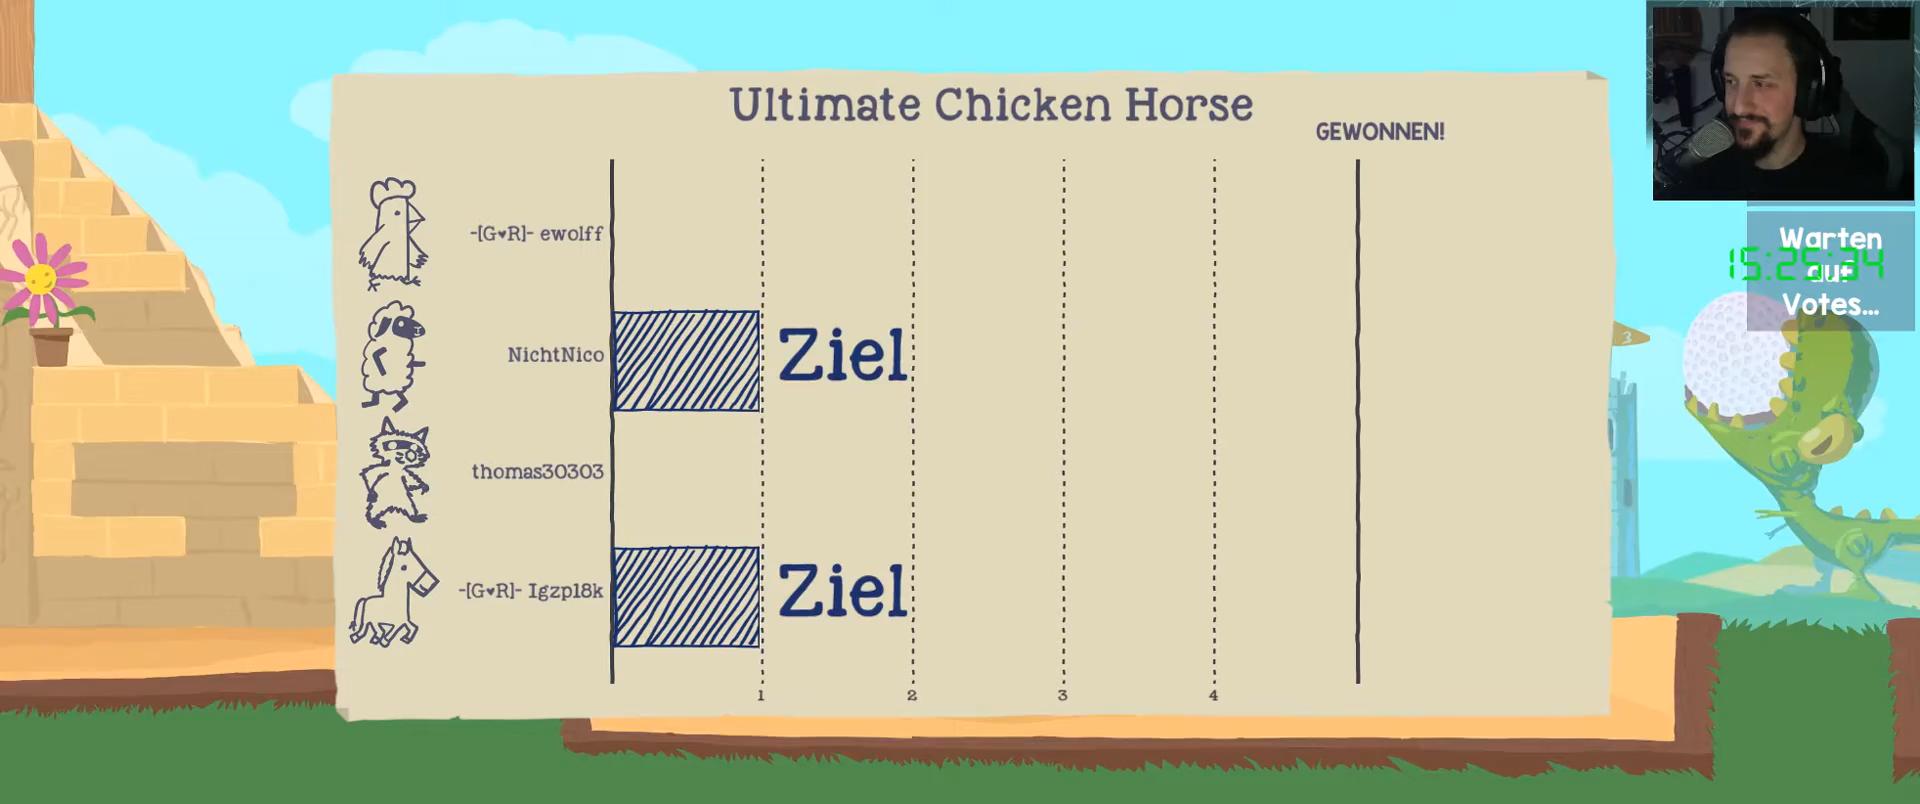 Ultimate Chicken Horse
GEWONNEN!
-[G♥R]- ewolff
NichtNico
Ziel
thomas30303
-[G♥R]- Igzp18k
Ziel
1 2 3 4
Warten
auf
Votes...
15:25:34
3